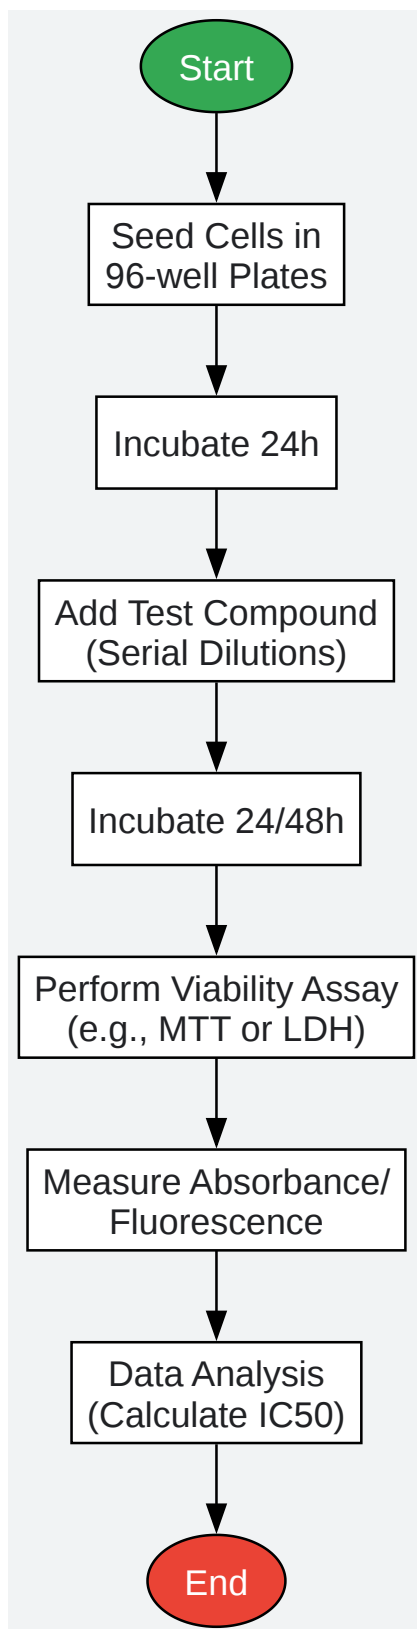 Start
Seed Cells in
96-well Plates
Incubate 24h
Add Test Compound
(Serial Dilutions)
Incubate 24/48h
Perform Viability Assay
(e.g., MTT or LDH)
Measure Absorbance/
Fluorescence
Data Analysis
(Calculate IC50)
End